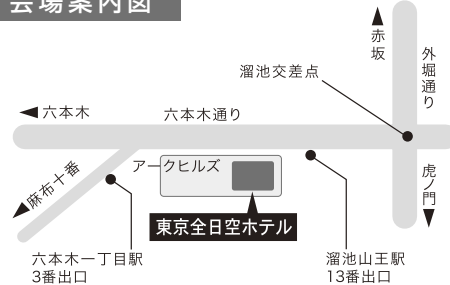 会場案内図
赤坂
外堀通り
溜池交差点
六本木
六本木通り
アークヒルズ
麻布十番
虎ノ門
東京全日空ホテル
六本木一丁目駅
3番出口
溜池山王駅
13番出口